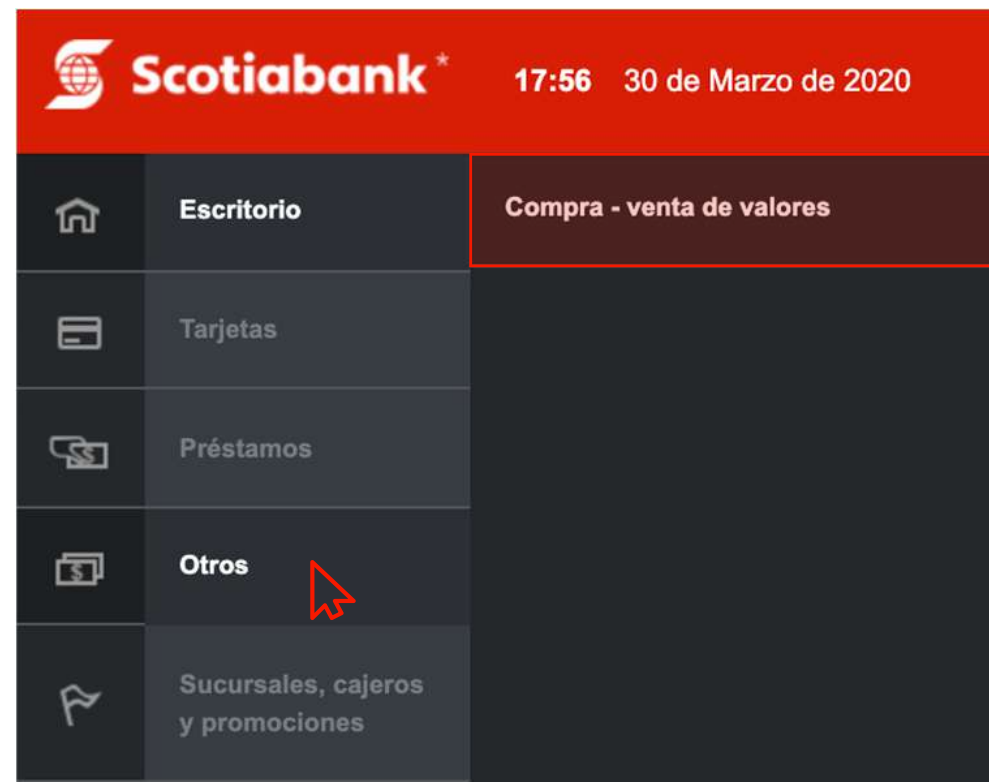 Scotiabank*
17:56 30 de Marzo de 2020
Escritorio
Compra - venta de valores
Tarjetas
Préstamos
Otros
Sucursales, cajeros
y promociones